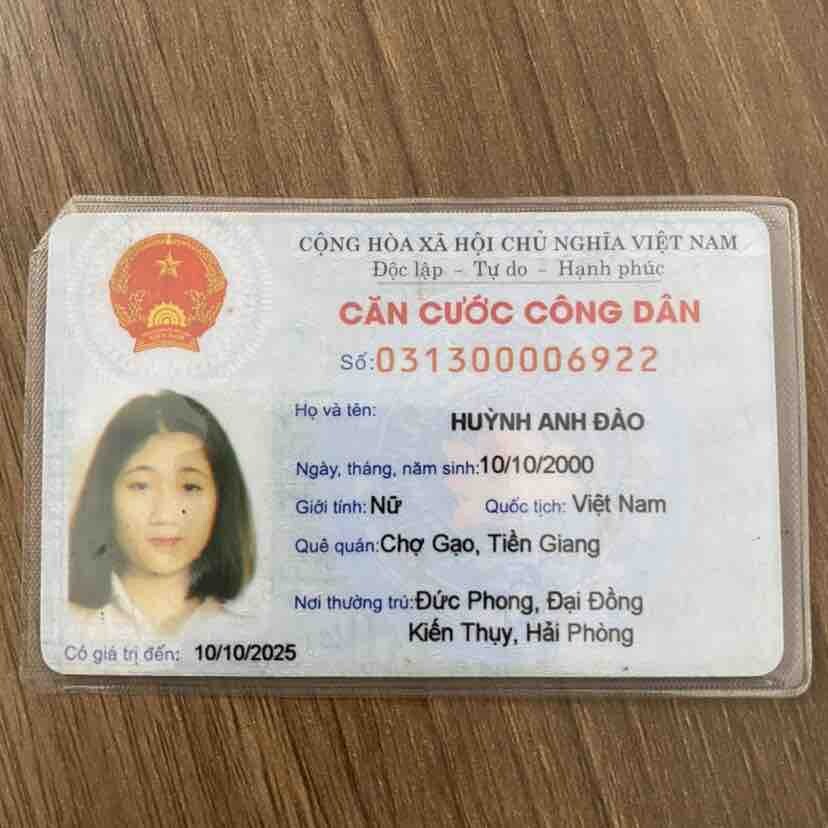 CỘNG HÒA XÃ HỘI CHỦ NGHĨA VIỆT NAM
Độc lập - Tự do - Hạnh phúc
CĂN CƯỚC CÔNG DÂN
Số: 031300006922
Họ và tên: HUỲNH ANH ĐÀO
Ngày, tháng, năm sinh: 10/10/2000
Giới tính: Nữ Quốc tịch: Việt Nam
Quê quán: Chợ Gạo, Tiền Giang
Nơi thường trú: Đức Phong, Đại Đồng
Kiến Thụy, Hải Phòng
Có giá trị đến: 10/10/2025